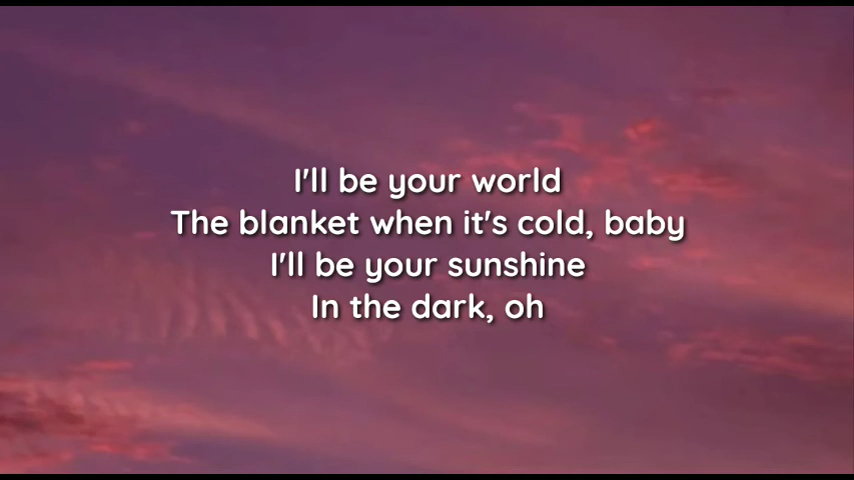 I'll be your world
The blanket when it's cold, baby
I'll be your sunshine
In the dark, oh